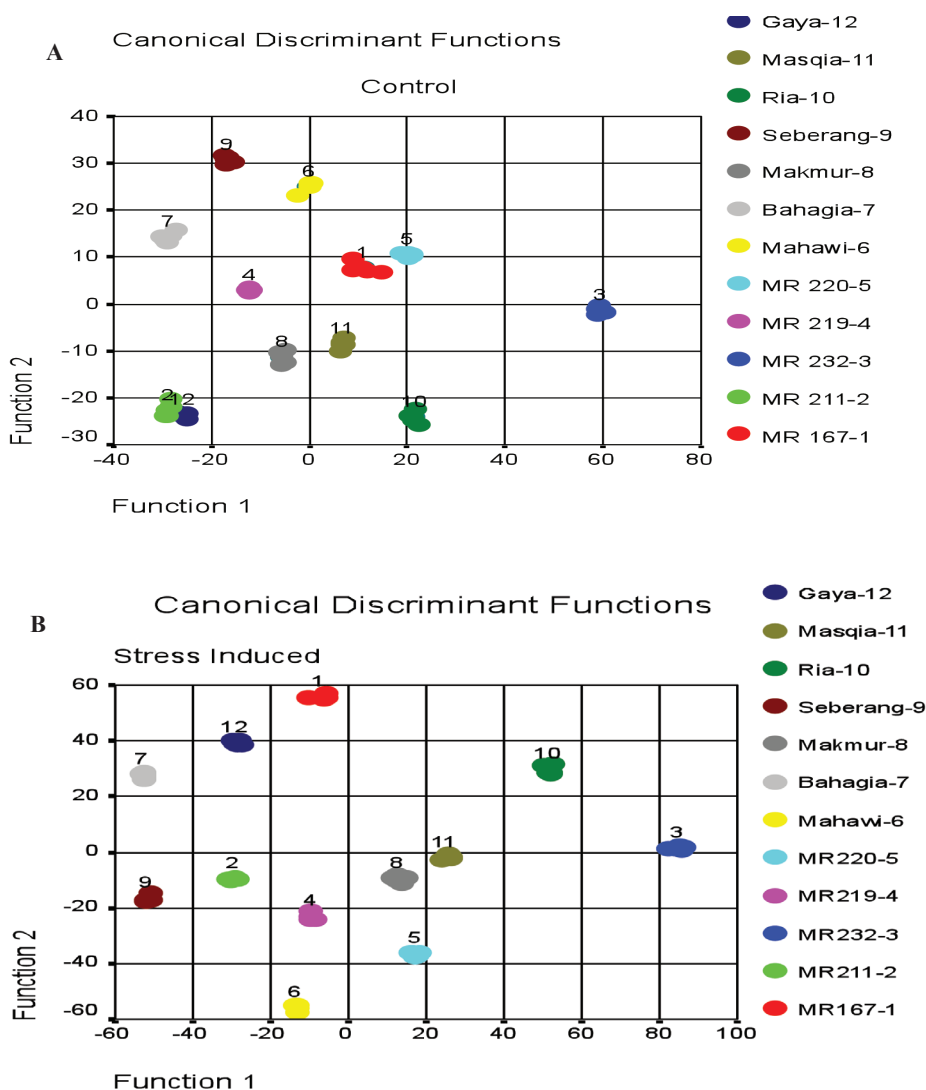 A
Canonical Discriminant Functions
Control
Function 2
40
30
20
10
0
-10
-20
-30
-40 -20 0 20 40 60 80
Function 1
9
6
7
5
1
4
3
11
8
2
12
10
Gaya-12
Masqia-11
Ria-10
Seberang-9
Makmur-8
Bahagia-7
Mahawi-6
MR 220-5
MR 219-4
MR 232-3
MR 211-2
MR 167-1
B
Canonical Discriminant Functions
Stress Induced
Function 2
60
40
20
0
-20
-40
-60
-60 -40 -20 0 20 40 60 80 100
Function 1
1
12
7
10
3
11
2
8
9
4
5
6
Gaya-12
Masqia-11
Ria-10
Seberang-9
Makmur-8
Bahagia-7
Mahawi-6
MR220-5
MR219-4
MR232-3
MR211-2
MR167-1